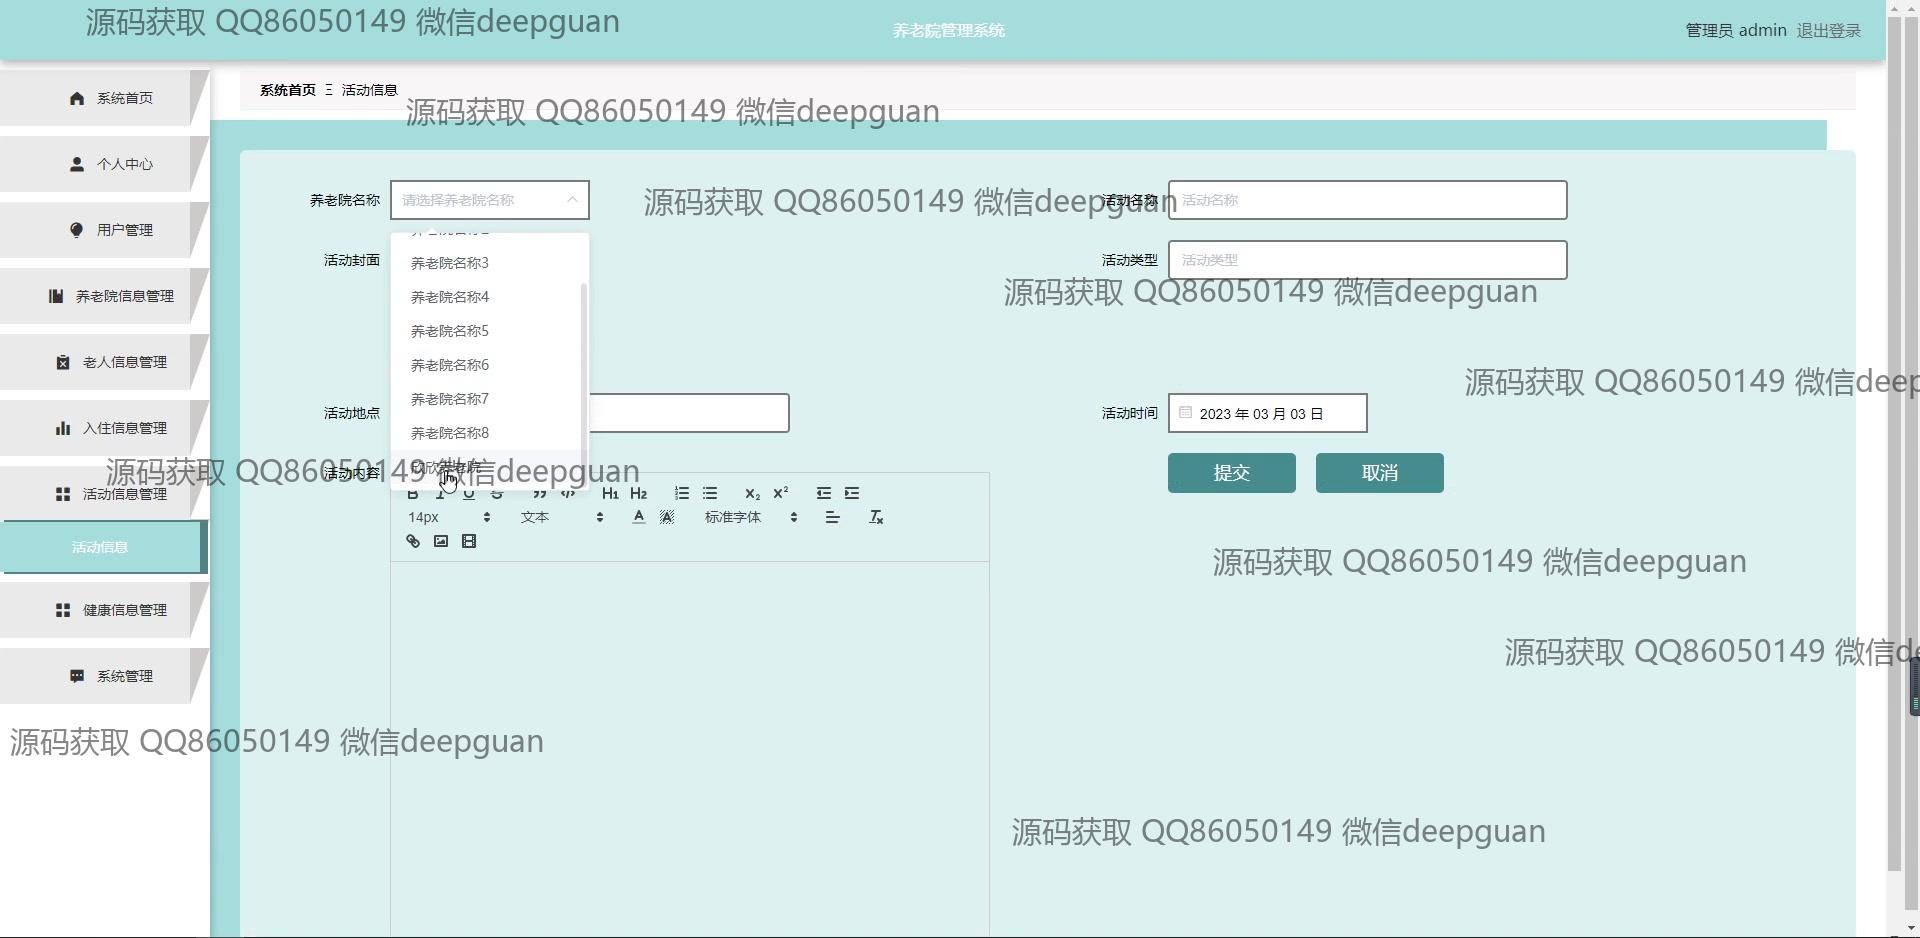 源码获取 QQ86050149 微信deepguan
养老院管理系统
管理员 admin 退出登录
系统首页
系统首页 Ξ 活动信息
源码获取 QQ86050149 微信deepguan
个人中心
养老院名称 请选择养老院名称
源码获取 QQ86050149 微信deepguan
活动名称 活动名称
用户管理
养老院名称3
活动封面
活动类型 活动类型
养老院信息管理
养老院名称4
源码获取 QQ86050149 微信deepguan
养老院名称5
老人信息管理
养老院名称6
源码获取 QQ86050149 微信deep
养老院名称7
活动地点
活动时间 2023 年 03 月 03 日
入住信息管理
养老院名称8
源码获取 QQ86050149 微信deepguan
活动内容
提交 取消
活动信息管理
B I U S H1 H2 X2 X2
14px 文本 A A 标准字体 Tx
活动信息
源码获取 QQ86050149 微信deepguan
健康信息管理
源码获取 QQ86050149 微信de
系统管理
源码获取 QQ86050149 微信deepguan
源码获取 QQ86050149 微信deepguan